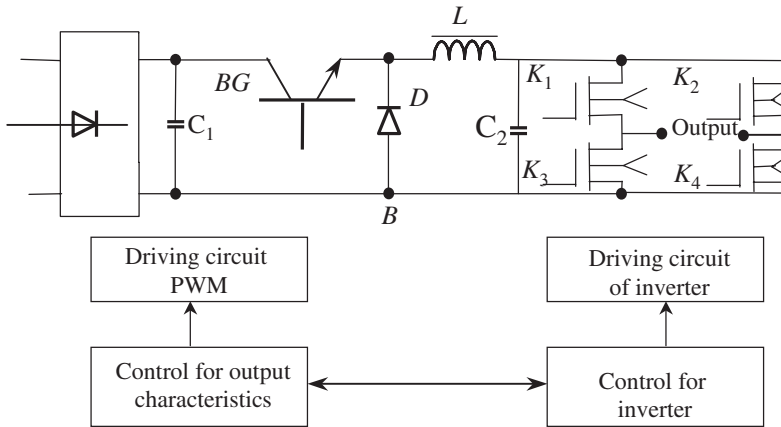 L
BG
D
K1
K2
C1
C2
Output
K3
K4
B
Driving circuit
PWM
Driving circuit
of inverter
Control for output
characteristics
Control for
inverter